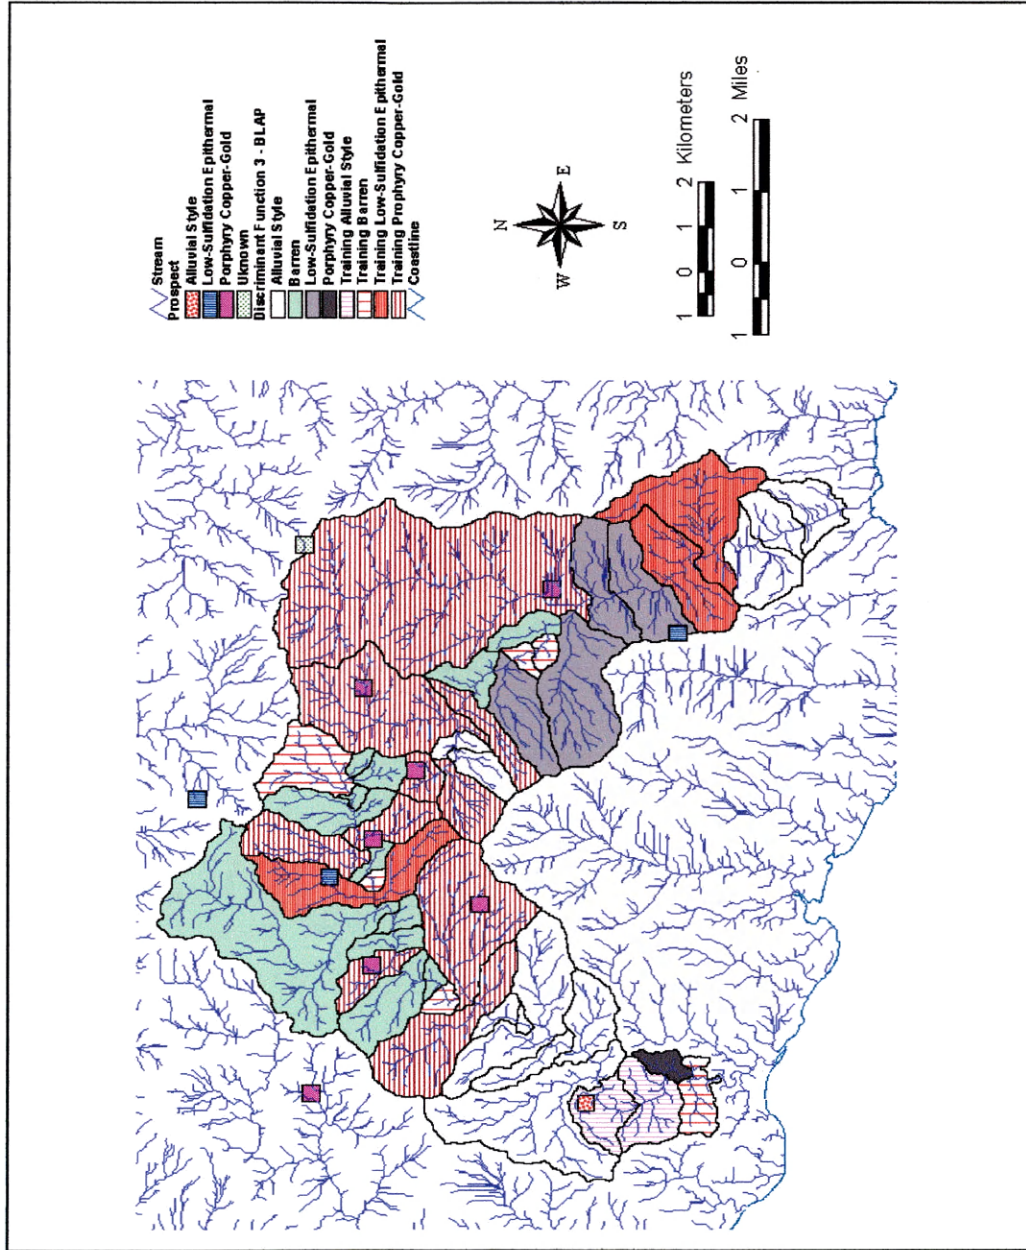 Stream
Prospect
Alluvial Style
Low-Sulfidation Epithermal
Porphyry Copper-Gold
Uknown
Discriminant Function 3 - BLAP
Alluvial Style
Barren
Low-Sulfidation Epithermal
Porphyry Copper-Gold
Training Alluvial Style
Training Barren
Training Low-Sulfidation Epithermal
Training Prophyry Copper-Gold
Coastline
N
W E
S
1 0 1 2 Kilometers
1 0 1 2 Miles